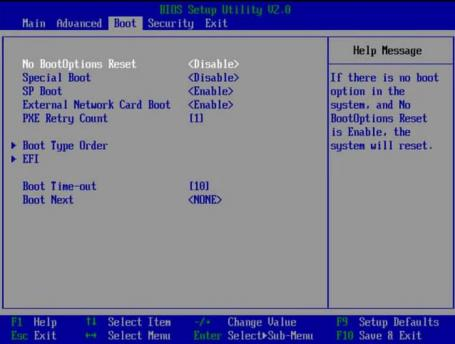 BIOS Setup Utility V2.0
Main Advanced Boot Security Exit
Help Message
No BootOptions Reset <Disable>
Special Boot <Disable>
SP Boot <Enable>
External Network Card Boot <Enable>
PXE Retry Count [1]
▶ Boot Type Order
▶ EFI
Boot Time-out [10]
Boot Next <NONE>
If there is no boot
option in the
system, and No
BootOptions Reset
is Enable, the
system will reset.
F1 Help ↑↓ Select Item -/+ Change Value F9 Setup Defaults
Esc Exit ↔ Select Menu Enter Select▶Sub-Menu F10 Save & Exit